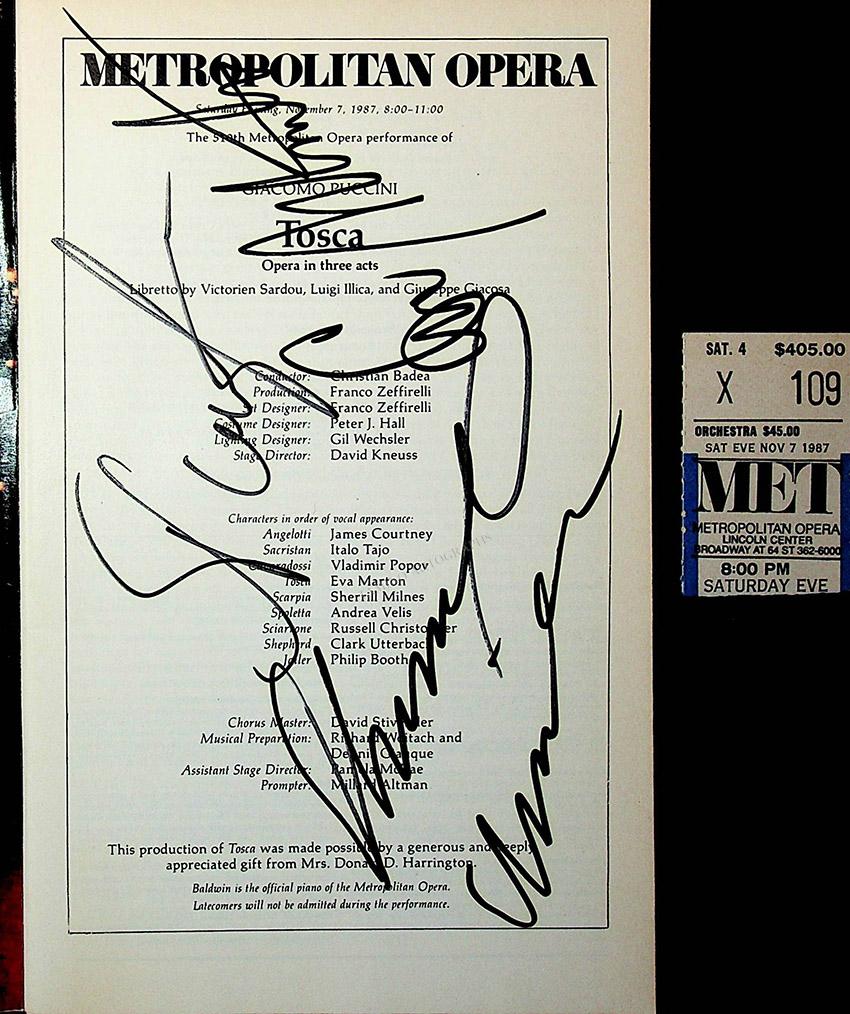 METROPOLITAN OPERA
Saturday Evening, November 7, 1987, 8:00–11:00
The 510th Metropolitan Opera performance of
GIACOMO PUCCINI
Tosca
Opera in three acts
Libretto by Victorien Sardou, Luigi Illica, and Giuseppe Giacosa
Conductor: Christian Badea
Production: Franco Zeffirelli
Set Designer: Franco Zeffirelli
Costume Designer: Peter J. Hall
Lighting Designer: Gil Wechsler
Stage Director: David Kneuss
Characters in order of vocal appearance:
Angelotti James Courtney
Sacristan Italo Tajo
Cavaradossi Vladimir Popov
Tosca Eva Marton
Scarpia Sherrill Milnes
Spoletta Andrea Velis
Sciarrone Russell Christopher
Shepherd Clark Utterback
Jailer Philip Booth
Chorus Master: David Stivender
Musical Preparation: Richard Woitach and
Dennis Giauque
Assistant Stage Director: Pamela McRae
Prompter: Millard Altman
This production of Tosca was made possible by a generous and deeply
appreciated gift from Mrs. Donald D. Harrington.
Baldwin is the official piano of the Metropolitan Opera.
Latecomers will not be admitted during the performance.
SAT. 4 $405.00
X 109
ORCHESTRA $45.00
SAT EVE NOV 7 1987
MET
METROPOLITAN OPERA
LINCOLN CENTER
BROADWAY AT 64 ST 362-6000
8:00 PM
SATURDAY EVE